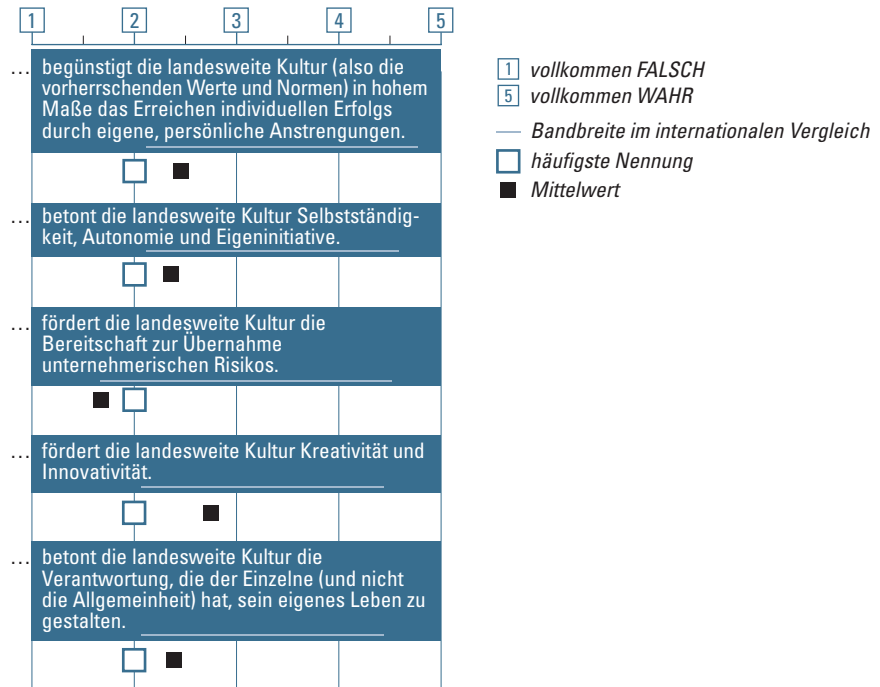 1 2 3 4 5
… begünstigt die landesweite Kultur (also die
vorherrschenden Werte und Normen) in hohem
Maße das Erreichen individuellen Erfolgs
durch eigene, persönliche Anstrengungen.
… betont die landesweite Kultur Selbstständig-
keit, Autonomie und Eigeninitiative.
… fördert die landesweite Kultur die
Bereitschaft zur Übernahme
unternehmerischen Risikos.
… fördert die landesweite Kultur Kreativität und
Innovativität.
… betont die landesweite Kultur die
Verantwortung, die der Einzelne (und nicht
die Allgemeinheit) hat, sein eigenes Leben zu
gestalten.
1 vollkommen FALSCH
5 vollkommen WAHR
Bandbreite im internationalen Vergleich
häufigste Nennung
Mittelwert